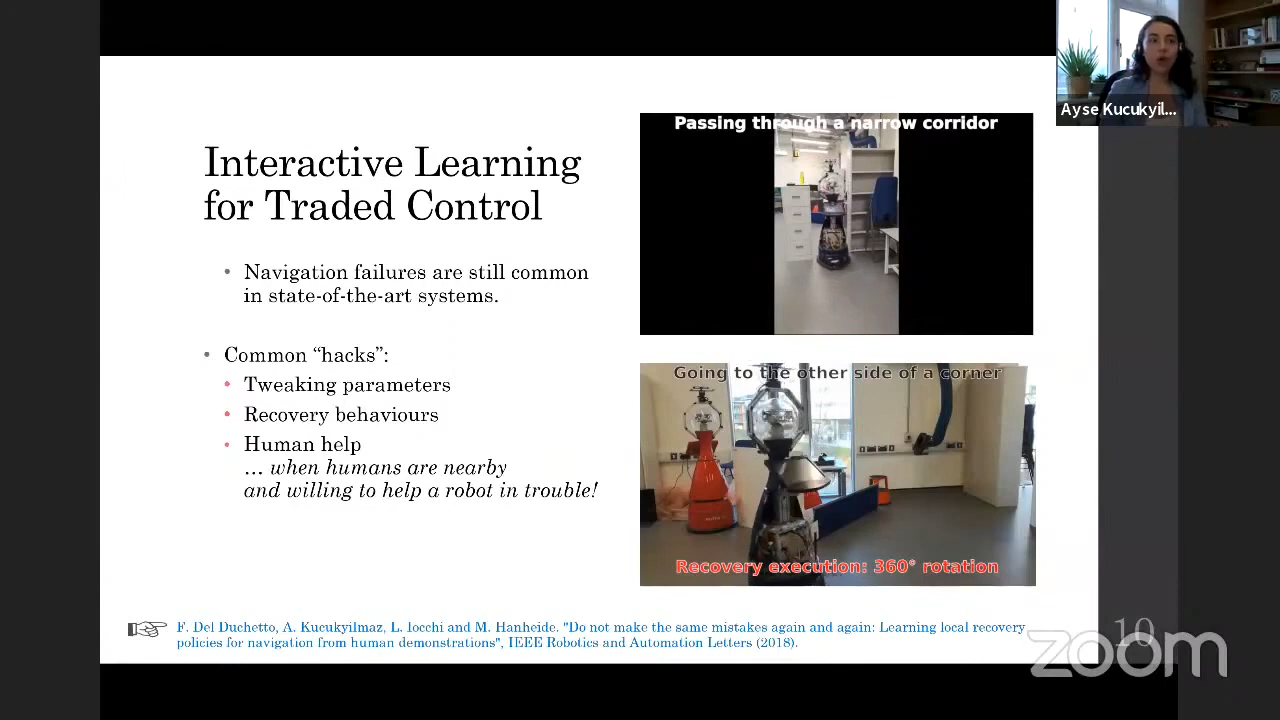 Interactive Learning
for Traded Control
• Navigation failures are still common
in state-of-the-art systems.
• Common “hacks”:
• Tweaking parameters
• Recovery behaviours
• Human help
… when humans are nearby
and willing to help a robot in trouble!
Passing through a narrow corridor
Going to the other side of a corner
Recovery execution: 360° rotation
F. Del Duchetto, A. Kucukyilmaz, L. Iocchi and M. Hanheide. "Do not make the same mistakes again and again: Learning local recovery
policies for navigation from human demonstrations", IEEE Robotics and Automation Letters (2018).
10
zoom
Ayse Kucukyil...